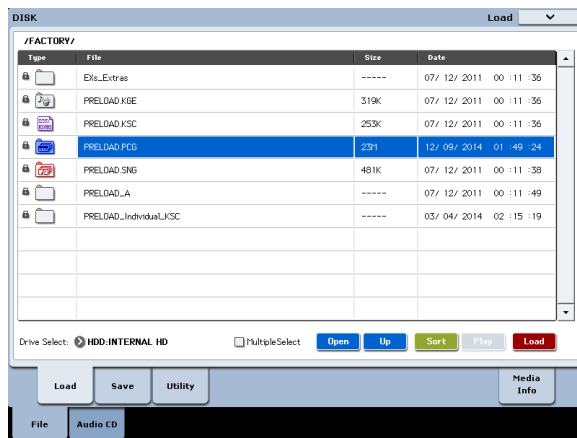 DISK Load
/FACTORY/
Type File Size Date
EXs_Extras ----- 07/ 12/ 2011 00 :11 :36
PRELOAD.KGE 319K 07/ 12/ 2011 00 :11 :36
PRELOAD.KSC 253K 07/ 12/ 2011 00 :11 :36
PRELOAD.PCG 23M 12/ 09/ 2014 01 :49 :24
PRELOAD.SNG 481K 07/ 12/ 2011 00 :11 :38
PRELOAD_A ----- 07/ 12/ 2011 00 :11 :49
PRELOAD_Individual_KSC ----- 03/ 04/ 2014 02 :15 :19
Drive Select: HDD:INTERNAL HD Multiple Select Open Up Sort Play Load
Load Save Utility Media Info
File Audio CD